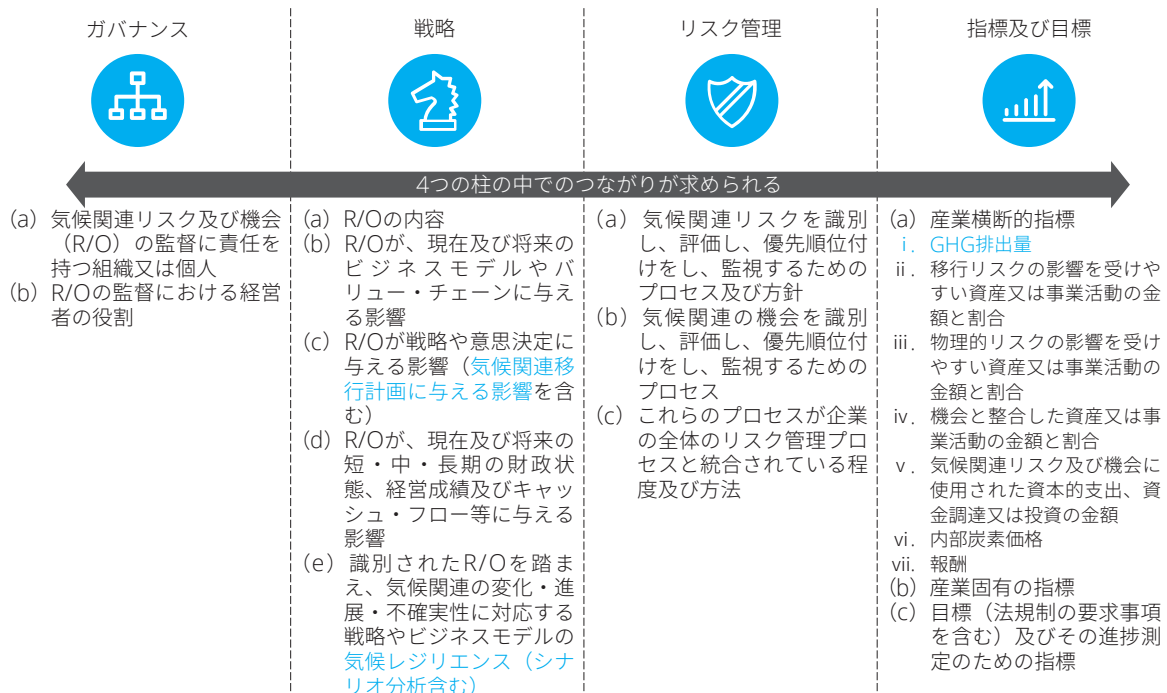 ガバナンス
戦略
リスク管理
指標及び目標
4つの柱の中でのつながりが求められる
(a) 気候関連リスク及び機会
（R/O）の監督に責任を
持つ組織又は個人
(b) R/Oの監督における経営
者の役割
(a) R/Oの内容
(b) R/Oが、現在及び将来の
ビジネスモデルやバ
リュー・チェーンに与え
る影響
(c) R/Oが戦略や意思決定に
与える影響（気候関連移
行計画に与える影響を含
む）
(d) R/Oが、現在及び将来の
短・中・長期の財政状
態、経営成績及びキャッ
シュ・フロー等に与える
影響
(e) 識別されたR/Oを踏ま
え、気候関連の変化・進
展・不確実性に対応する
戦略やビジネスモデルの
気候レジリエンス（シナ
リオ分析含む）
(a) 気候関連リスクを識別
し、評価し、優先順位付
けをし、監視するための
プロセス及び方針
(b) 気候関連の機会を識別
し、評価し、優先順位付
けをし、監視するための
プロセス
(c) これらのプロセスが企業
の全体のリスク管理プロ
セスと統合されている程
度及び方法
(a) 産業横断的指標
i. GHG排出量
ii. 移行リスクの影響を受けや
すい資産又は事業活動の金
額と割合
iii. 物理的リスクの影響を受け
やすい資産又は事業活動の
金額と割合
iv. 機会と整合した資産又は事
業活動の金額と割合
v. 気候関連リスク及び機会に
使用された資本的支出、資
金調達又は投資の金額
vi. 内部炭素価格
vii. 報酬
(b) 産業固有の指標
(c) 目標（法規制の要求事項
を含む）及びその進捗測
定のための指標